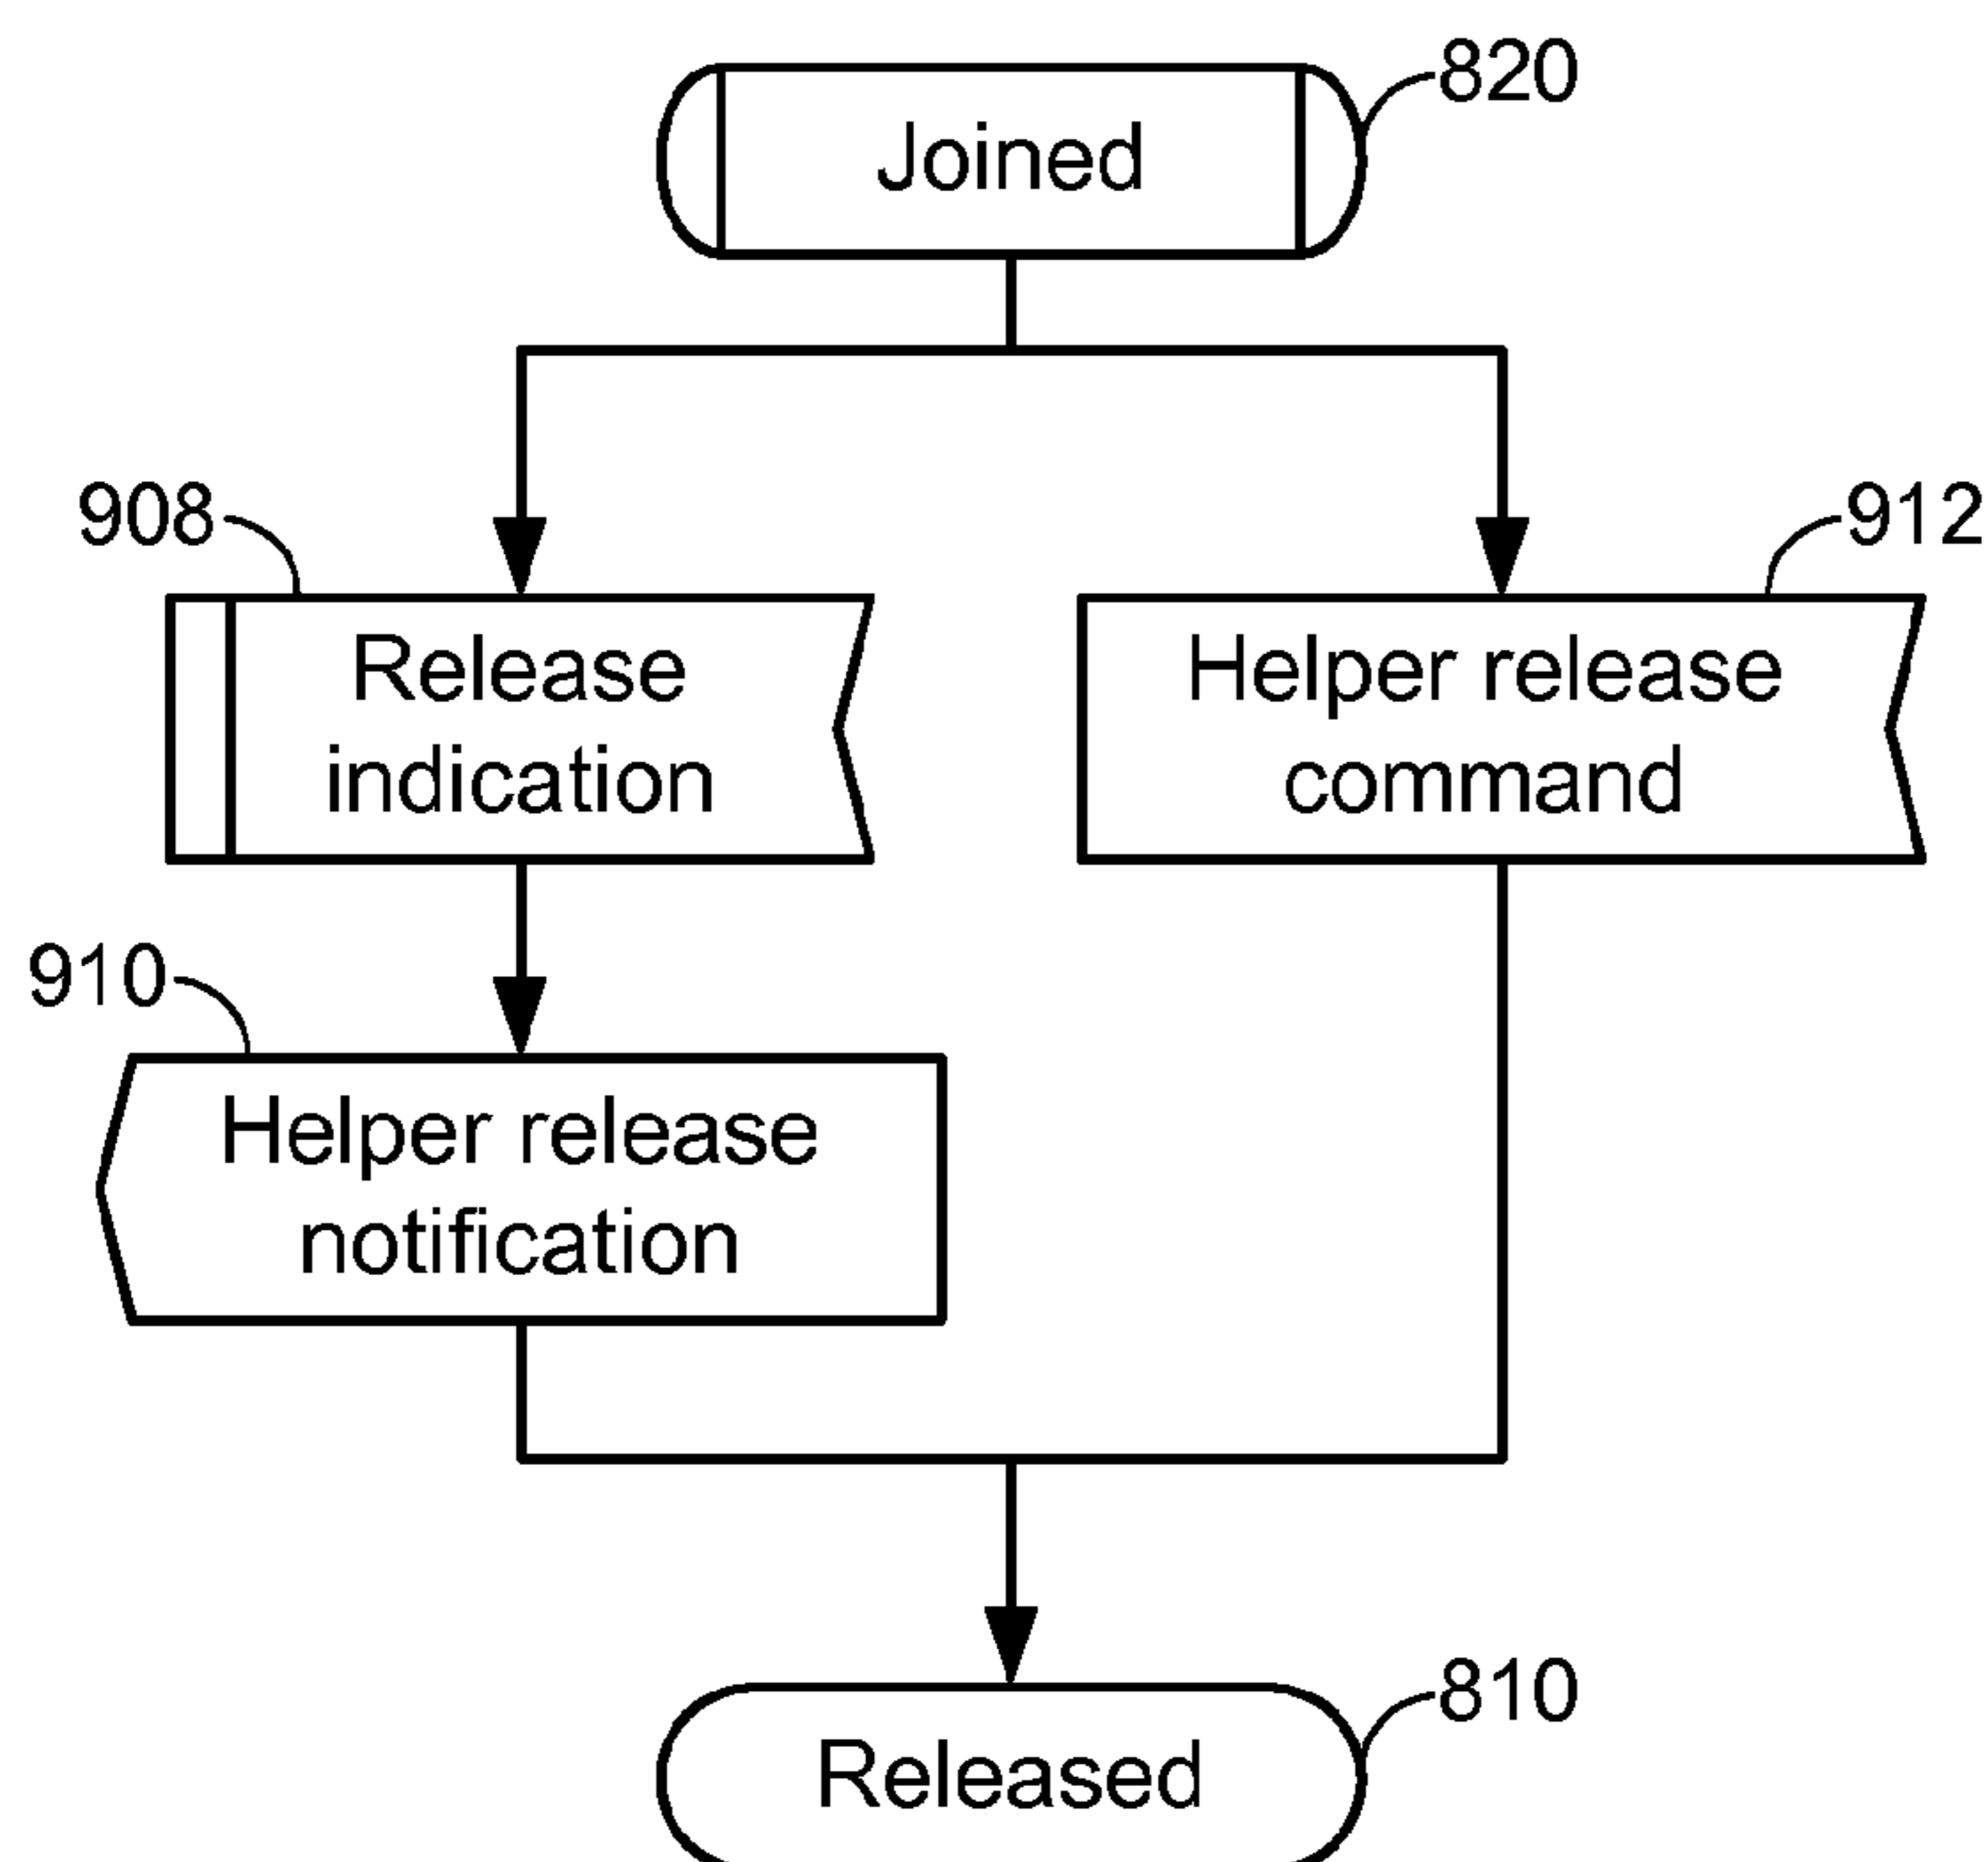 820
Joined
908
912
Release
indication
Helper release
command
910
Helper release
notification
810
Released